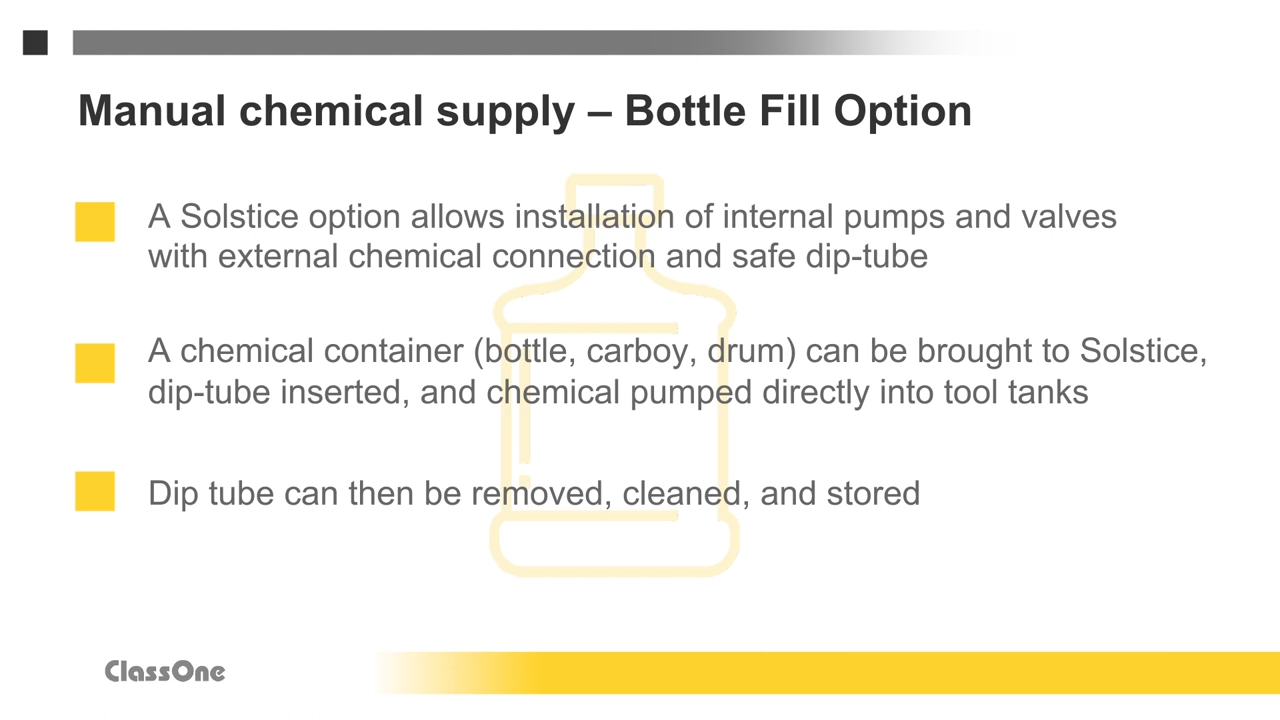 Manual chemical supply – Bottle Fill Option
A Solstice option allows installation of internal pumps and valves
with external chemical connection and safe dip-tube
A chemical container (bottle, carboy, drum) can be brought to Solstice,
dip-tube inserted, and chemical pumped directly into tool tanks
Dip tube can then be removed, cleaned, and stored
ClassOne